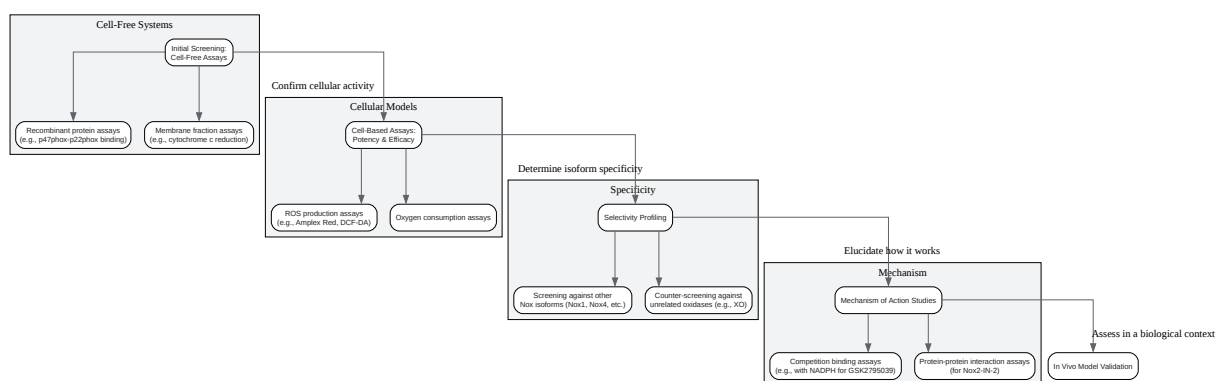 Cell-Free Systems
Initial Screening:
Cell-Free Assays
Recombinant protein assays
(e.g., p47phox-p22phox binding)
Membrane fraction assays
(e.g., cytochrome c reduction)
Confirm cellular activity
Cellular Models
Cell-Based Assays:
Potency & Efficacy
ROS production assays
(e.g., Amplex Red, DCF-DA)
Oxygen consumption assays
Determine isoform specificity
Specificity
Selectivity Profiling
Screening against other
Nox isoforms (Nox1, Nox4, etc.)
Counter-screening against
unrelated oxidases (e.g., XO)
Elucidate how it works
Mechanism
Mechanism of Action Studies
Competition binding assays
(e.g., with NADPH for GSK2795039)
Protein-protein interaction assays
(for Nox2-IN-2)
Assess in a biological context
In Vivo Model Validation